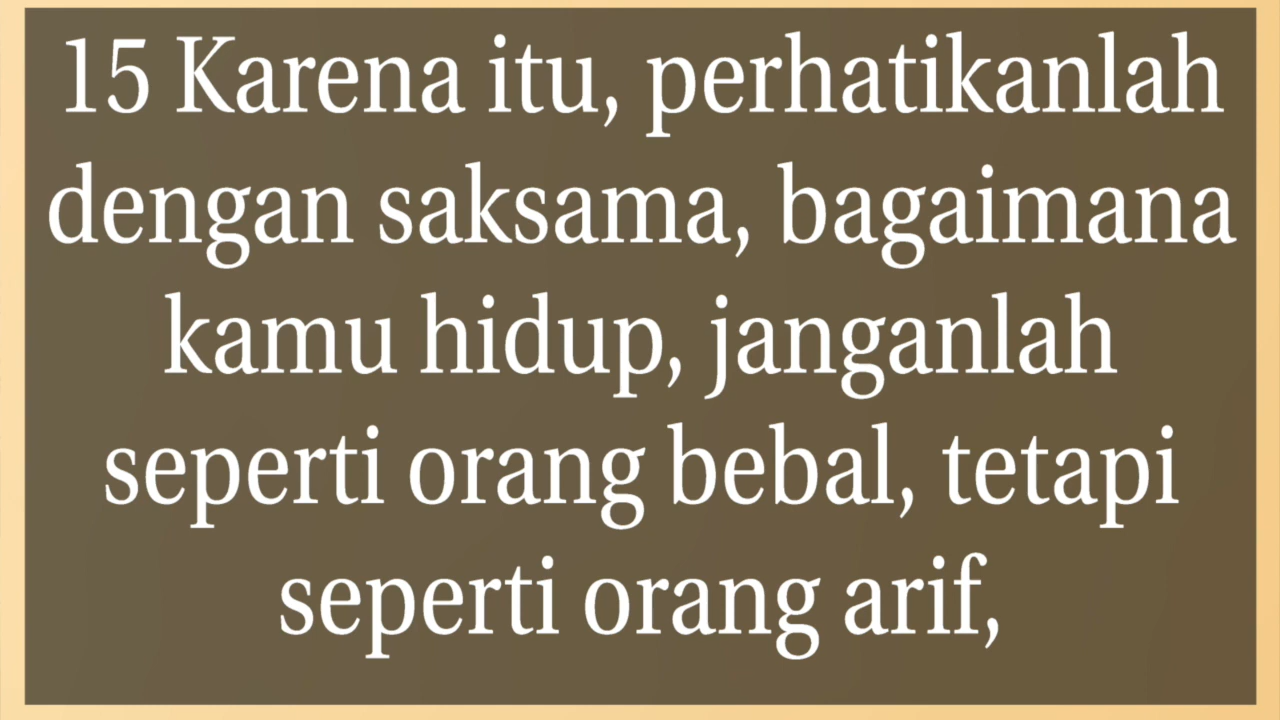 15 Karena itu, perhatikanlah
dengan saksama, bagaimana
kamu hidup, janganlah
seperti orang bebal, tetapi
seperti orang arif,